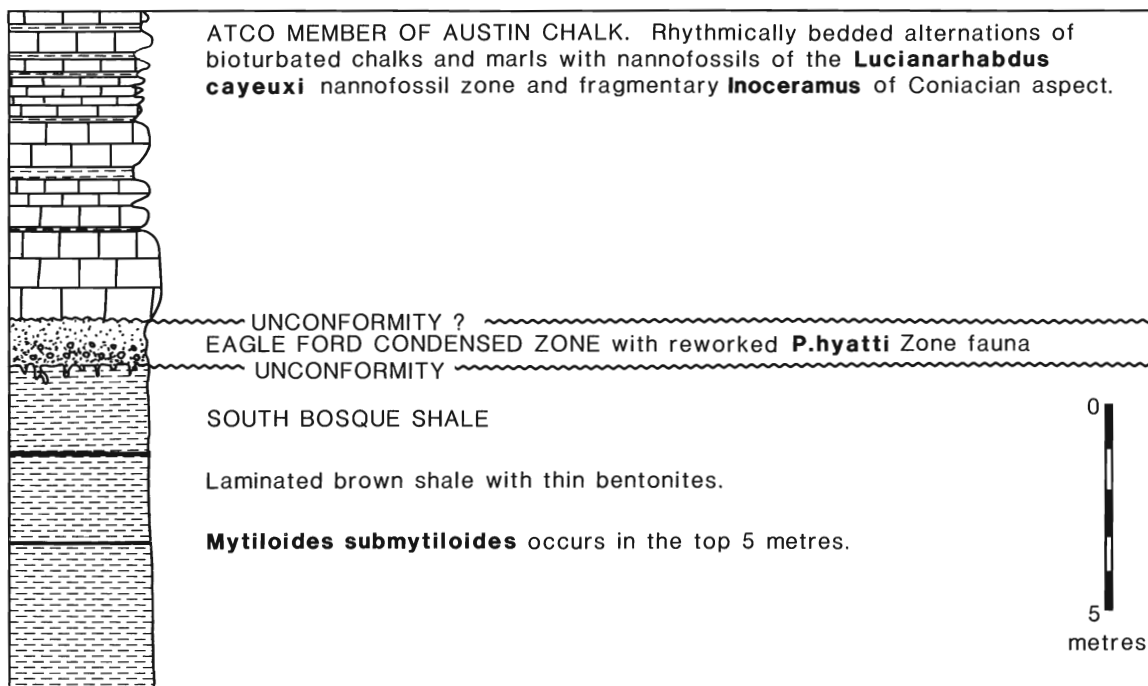 ATCO MEMBER OF AUSTIN CHALK. Rhythmically bedded alternations of
bioturbated chalks and marls with nannofossils of the Lucianarhabdus
cayeuxi nannofossil zone and fragmentary Inoceramus of Coniacian aspect.
UNCONFORMITY ?
EAGLE FORD CONDENSED ZONE with reworked P.hyatti Zone fauna
UNCONFORMITY
SOUTH BOSQUE SHALE
Laminated brown shale with thin bentonites.
Mytiloides submytiloides occurs in the top 5 metres.
0
5
metres